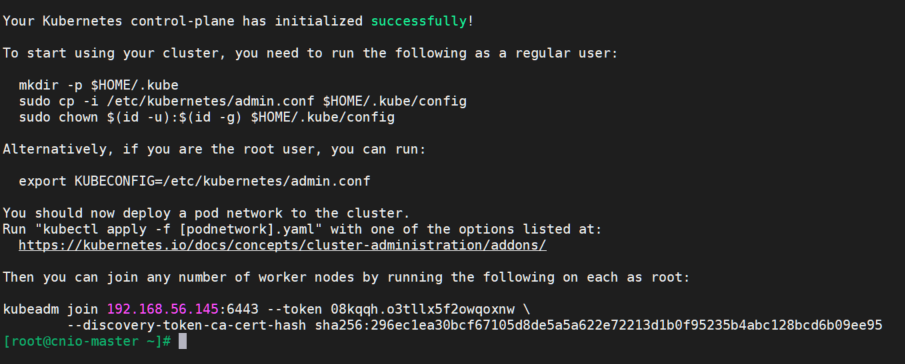 Your Kubernetes control-plane has initialized successfully!
To start using your cluster, you need to run the following as a regular user:
mkdir -p $HOME/.kube
sudo cp -i /etc/kubernetes/admin.conf $HOME/.kube/config
sudo chown $(id -u):$(id -g) $HOME/.kube/config
Alternatively, if you are the root user, you can run:
export KUBECONFIG=/etc/kubernetes/admin.conf
You should now deploy a pod network to the cluster.
Run "kubectl apply -f [podnetwork].yaml" with one of the options listed at:
https://kubernetes.io/docs/concepts/cluster-administration/addons/
Then you can join any number of worker nodes by running the following on each as root:
kubeadm join 192.168.56.145:6443 --token 08kqqh.o3tllx5f2owqoxnw \
--discovery-token-ca-cert-hash sha256:296ec1ea30bcf67105d8de5a5a622e72213d1b0f95235b4abc128bcd6b09ee95
[root@cnio-master ~]#